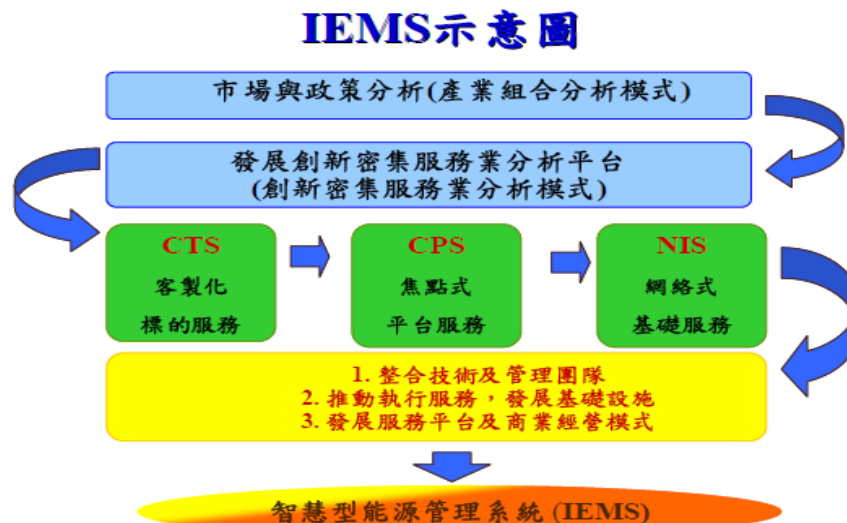 IEMS示意圖
市場與政策分析(產業組合分析模式)
發展創新密集服務業分析平台
(創新密集服務業分析模式)
CTS
客製化
標的服務
CPS
焦點式
平台服務
NIS
網絡式
基礎服務
1. 整合技術及管理團隊
2. 推動執行服務，發展基礎設施
3. 發展服務平台及商業經營模式
智慧型能源管理系統 (IEMS)